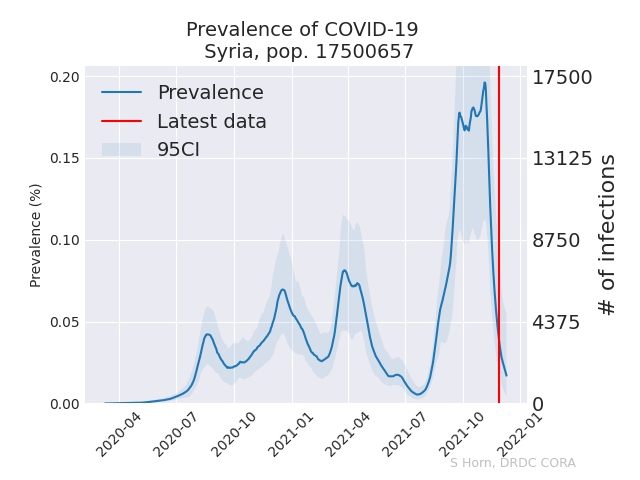 Prevalence of COVID-19
Syria, pop. 17500657
Prevalence
Latest data
95CI
Prevalence (%)
0.20
0.15
0.10
0.05
0.00
17500
13125
8750
4375
0
# of infections
2020-04
2020-07
2020-10
2021-01
2021-04
2021-07
2021-10
2022-01
S Horn, DRDC CORA